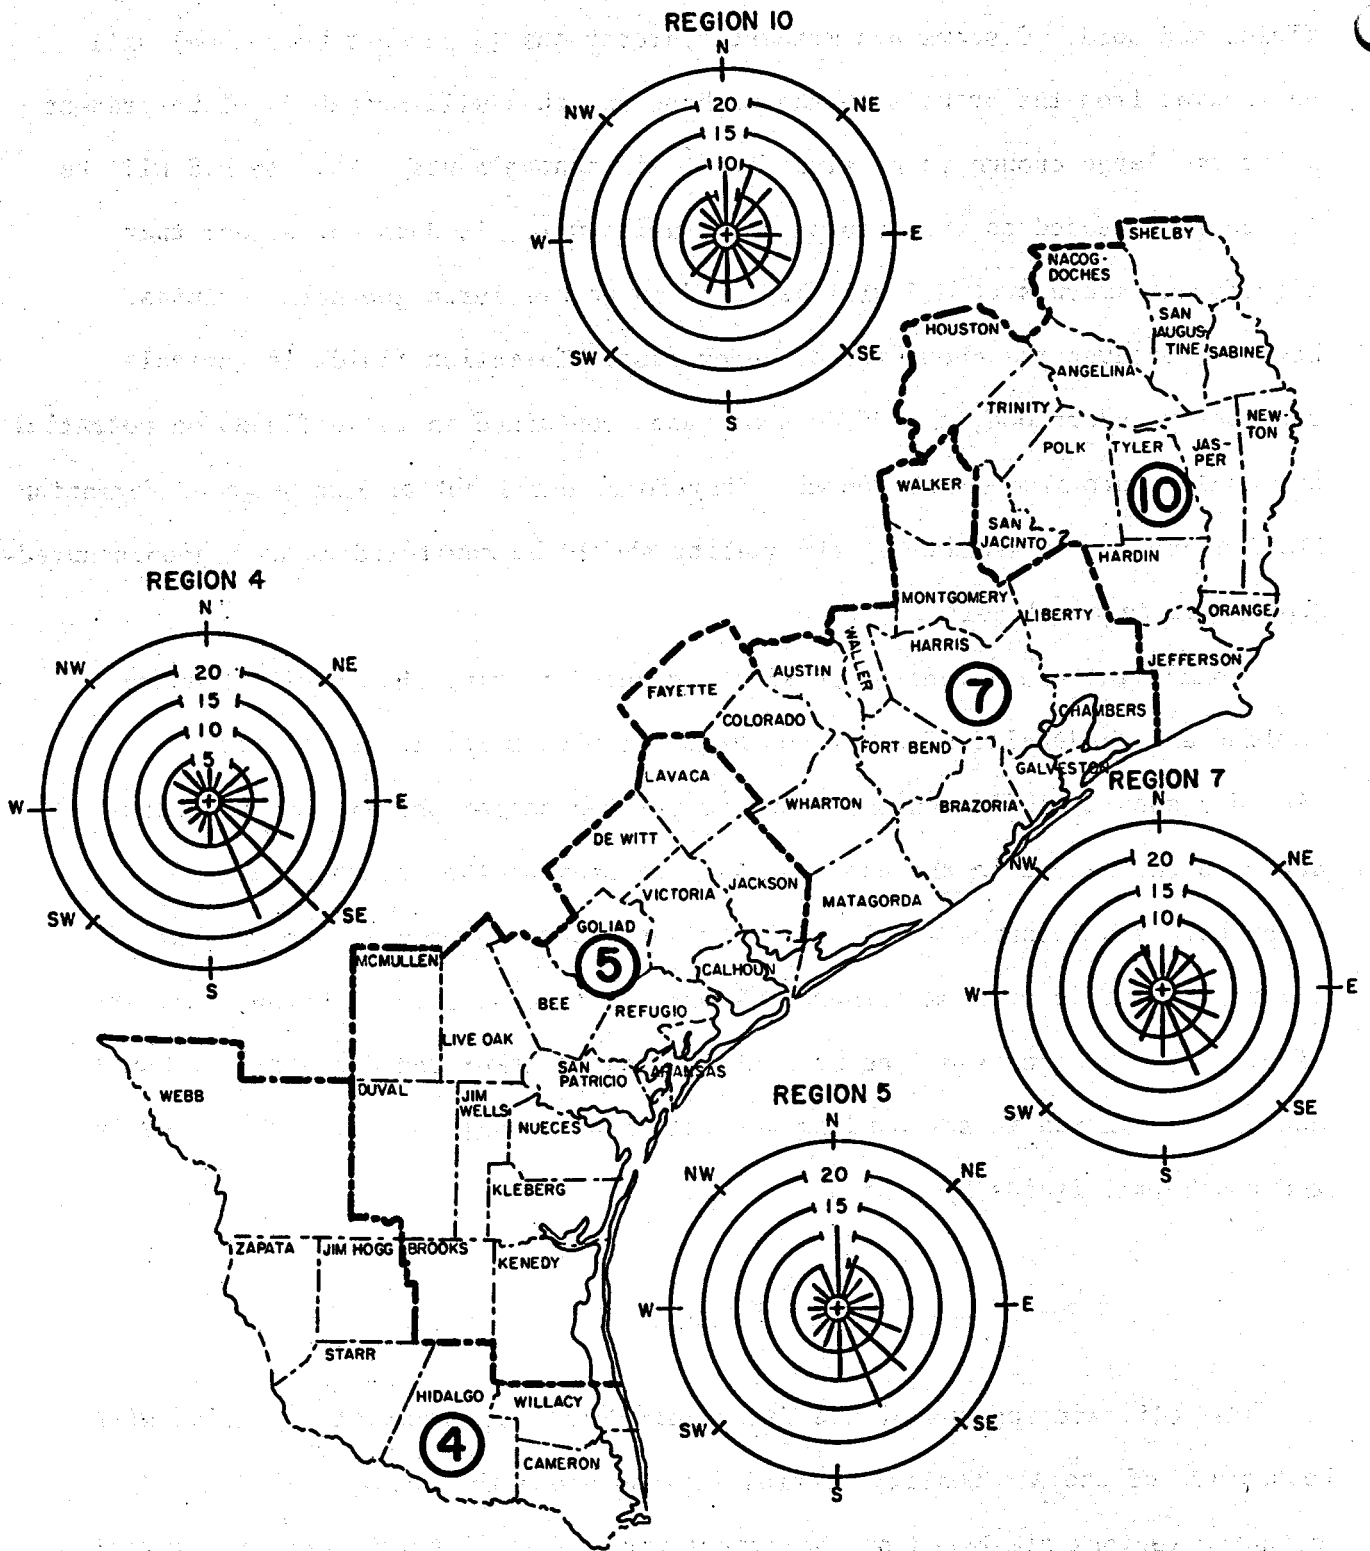 REGION 10
N
NW
20
NE
15
10
W
E
SW
SE
S
SHELBY
NACOG-
DOCHES
SAN
AUGUS
TINE
SABINE
HOUSTON
ANGELINA
TRINITY
NEW-
TON
POLK
TYLER
JAS-
PER
10
WALKER
SAN
JACINTO
HARDIN
MONTGOMERY
LIBERTY
ORANGE
HARRIS
JEFFERSON
WALLER
AUSTIN
7
CHAMBERS
FAYETTE
COLORADO
FORT BEND
GALVESTON
LAVACA
WHARTON
BRAZORIA
DE WITT
VICTORIA
JACKSON
MATAGORDA
GOLIAD
5
CALHOUN
REGION 4
N
NW
20
NE
15
10
5
W
E
SW
SE
S
REGION 7
N
NW
20
NE
15
10
W
E
SW
SE
S
MCMULLEN
BEE
REFUGIO
LIVE OAK
SAN
PATRICIO
ARANSAS
WEBB
DUVAL
JIM
WELLS
NUECES
KLEBERG
ZAPATA
JIM HOGG
BROOKS
KENEDY
STARR
HIDALGO
WILLACY
4
CAMERON
REGION 5
N
NW
20
NE
15
W
E
SW
SE
S